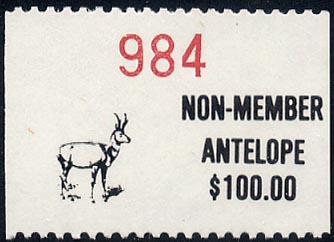 984
NON-MEMBER
ANTELOPE
$100.00